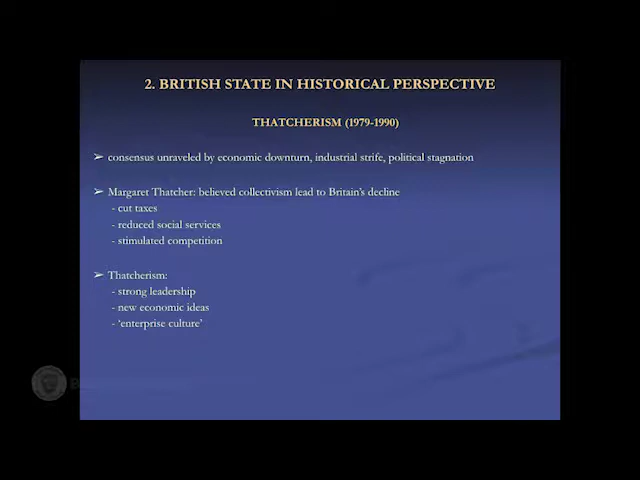 2. BRITISH STATE IN HISTORICAL PERSPECTIVE
THATCHERISM (1979-1990)
➢ consensus unraveled by economic downturn, industrial strife, political stagnation
➢ Margaret Thatcher: believed collectivism lead to Britain's decline
- cut taxes
- reduced social services
- stimulated competition
➢ Thatcherism:
- strong leadership
- new economic ideas
- 'enterprise culture'